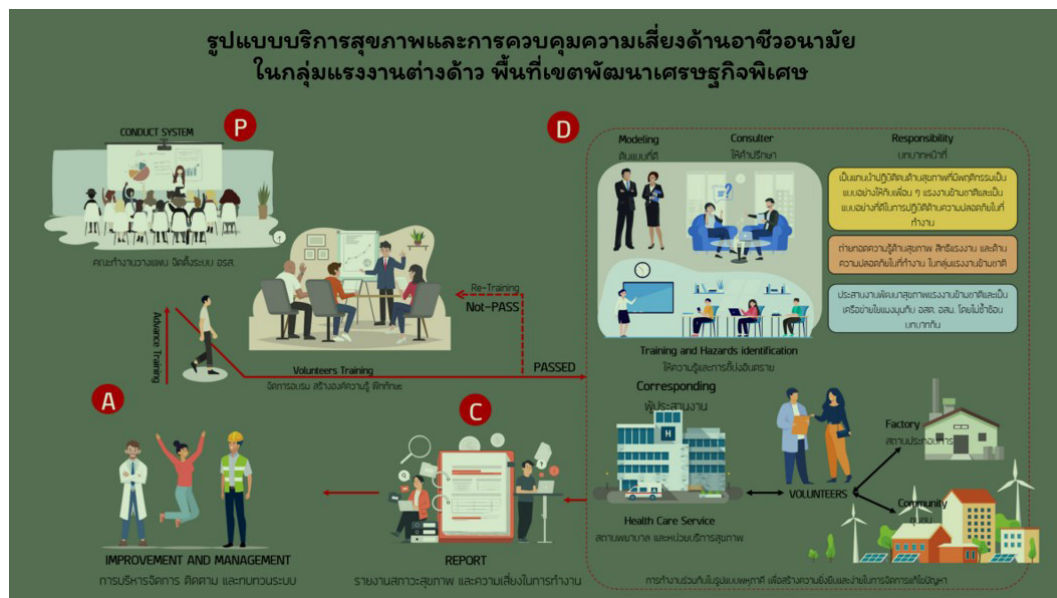 รูปแบบบริการสุขภาพและการควบคุมความเสี่ยงด้านอาชีวอนามัย
ในกลุ่มแรงงานต่างด้าว พื้นที่เขตพัฒนาเศรษฐกิจพิเศษ
P
CONDUCT SYSTEM
คณะทำงานวางแผน จัดตั้งระบบ อรส.
Re-Training
Not-PASS
Advance Training
Volunteers Training
PASSED
จัดการอบรม สร้างองค์ความรู้ ฝึกทักษะ
D
Modeling
ต้นแบบที่ดี
Consulter
ให้คำปรึกษา
Responsibility
บทบาทหน้าที่
เป็นแกนนำปฏิบัติตนด้านสุขภาพที่มีพฤติกรรมเป็น
แบบอย่างให้กับเพื่อน ๆ แรงงานข้ามชาติและเป็น
แบบอย่างที่ดีในการปฏิบัติด้านความปลอดภัยในที่
ทำงาน
ถ่ายทอดความรู้ด้านสุขภาพ สิทธิแรงงาน และด้าน
ความปลอดภัยในที่ทำงาน ในกลุ่มแรงงานข้ามชาติ
ประสานงานพัฒนาสุขภาพแรงงานข้ามชาติและเป็น
เครือข่ายใยแมงมุมกับ อสต. อสม. โดยไม่ซ้ำซ้อน
บทบาทกัน
Training and Hazards identification
ให้ความรู้และการชี้บ่งอันตราย
Corresponding
ผู้ประสานงาน
H
Health Care Service
สถานพยาบาล และหน่วยบริการสุขภาพ
VOLUNTEERS
Factory
สถานประกอบการ
Community
ชุมชน
การทำงานร่วมกันในรูปแบบพหุภาคี เพื่อสร้างความยั่งยืนและง่ายในการจัดการแก้ไขปัญหา
C
REPORT
รายงานสภาวะสุขภาพ และความเสี่ยงในการทำงาน
A
IMPROVEMENT AND MANAGEMENT
การบริหารจัดการ ติดตาม และทบทวนระบบ